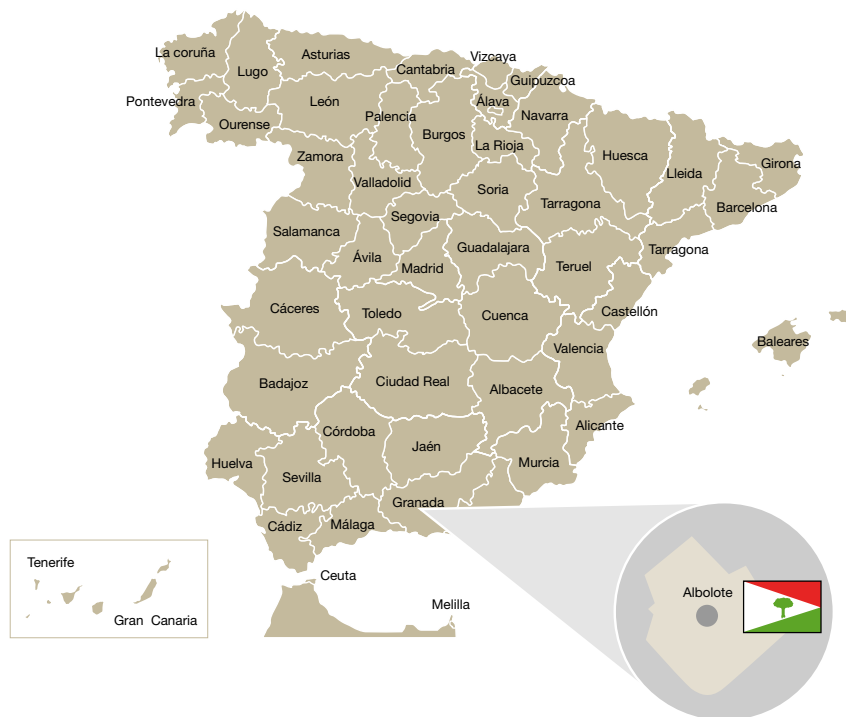 La coruña
Lugo
Asturias
Cantabria
Vizcaya
Guipuzcoa
Pontevedra
Ourense
León
Palencia
Burgos
Álava
Navarra
La Rioja
Huesca
Lleida
Girona
Barcelona
Zamora
Valladolid
Soria
Tarragona
Segovia
Salamanca
Ávila
Madrid
Guadalajara
Teruel
Tarragona
Cáceres
Toledo
Cuenca
Castellón
Valencia
Baleares
Badajoz
Ciudad Real
Albacete
Alicante
Córdoba
Jaén
Murcia
Huelva
Sevilla
Granada
Cádiz
Málaga
Tenerife
Gran Canaria
Ceuta
Melilla
Albolote